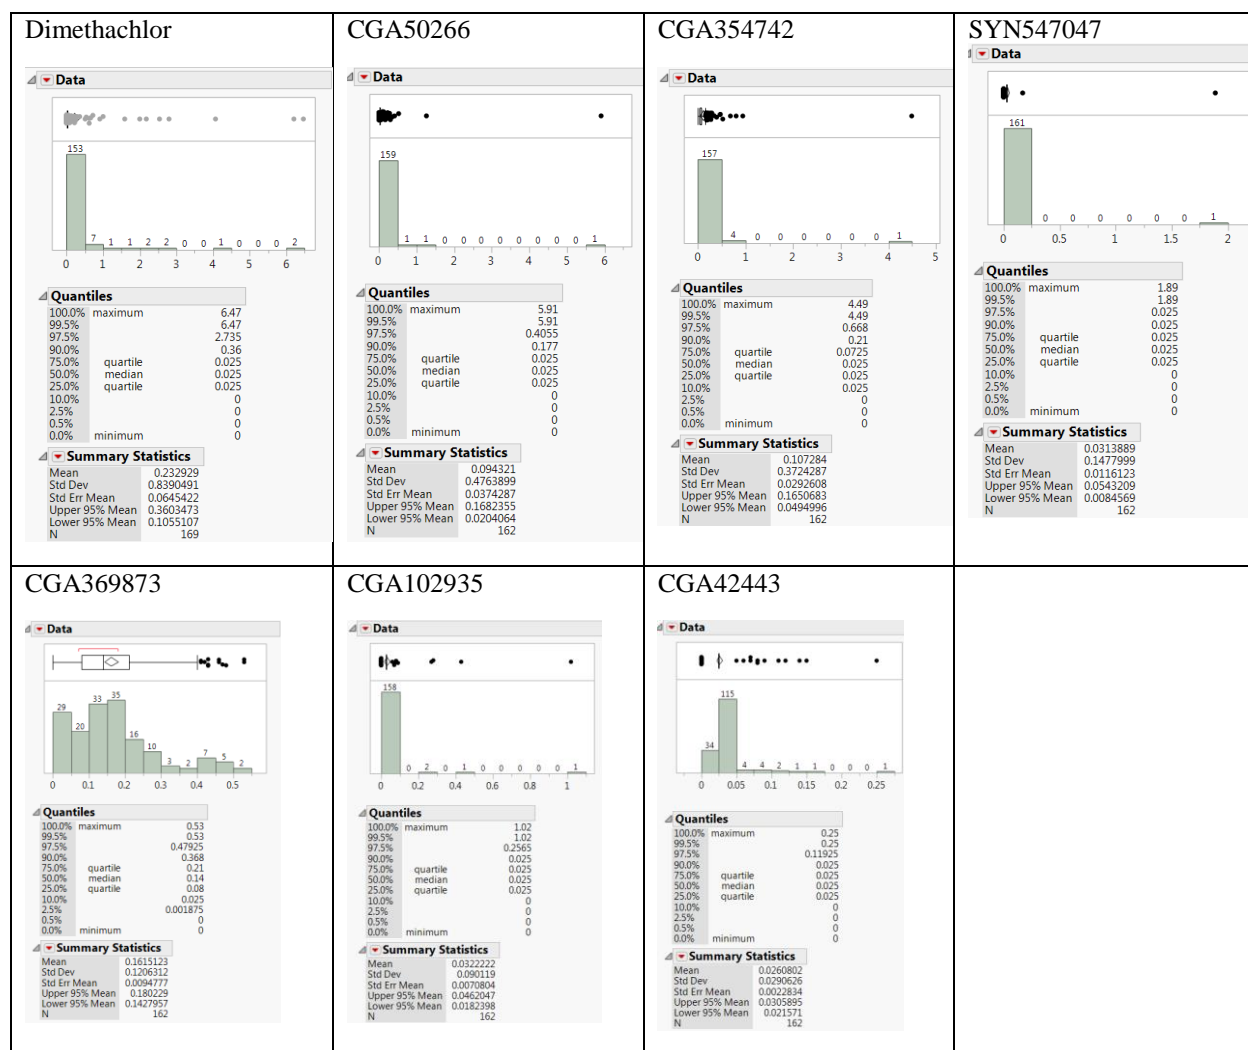 Dimethachlor
Data
153
7 1 1 2 2 0 0 1 0 0 0 2
0 1 2 3 4 5 6
Quantiles
100.0% maximum 6.47
99.5% 6.47
97.5% 2.735
90.0% 0.36
75.0% quartile 0.025
50.0% median 0.025
25.0% quartile 0.025
10.0% 0
2.5% 0
0.5% 0
0.0% minimum 0
Summary Statistics
Mean 0.232929
Std Dev 0.8390491
Std Err Mean 0.0645422
Upper 95% Mean 0.3603473
Lower 95% Mean 0.1055107
N 169
CGA50266
Data
159
1 1 0 0 0 0 0 0 0 0 1
0 1 2 3 4 5 6
Quantiles
100.0% maximum 5.91
99.5% 5.91
97.5% 0.4055
90.0% 0.177
75.0% quartile 0.025
50.0% median 0.025
25.0% quartile 0.025
10.0% 0
2.5% 0
0.5% 0
0.0% minimum 0
Summary Statistics
Mean 0.094321
Std Dev 0.4763899
Std Err Mean 0.0374287
Upper 95% Mean 0.1682355
Lower 95% Mean 0.0204064
N 162
CGA354742
Data
157
4 0 0 0 0 0 0 1
0 1 2 3 4 5
Quantiles
100.0% maximum 4.49
99.5% 4.49
97.5% 0.668
90.0% 0.21
75.0% quartile 0.0725
50.0% median 0.025
25.0% quartile 0.025
10.0% 0.025
2.5% 0
0.5% 0
0.0% minimum 0
Summary Statistics
Mean 0.107284
Std Dev 0.3724287
Std Err Mean 0.0292608
Upper 95% Mean 0.1650683
Lower 95% Mean 0.0494996
N 162
SYN547047
Data
161
0 0 0 0 0 0 1
0 0.5 1 1.5 2
Quantiles
100.0% maximum 1.89
99.5% 1.89
97.5% 0.025
90.0% 0.025
75.0% quartile 0.025
50.0% median 0.025
25.0% quartile 0.025
10.0% 0
2.5% 0
0.5% 0
0.0% minimum 0
Summary Statistics
Mean 0.0313889
Std Dev 0.1477999
Std Err Mean 0.0116123
Upper 95% Mean 0.0543209
Lower 95% Mean 0.0084569
N 162
CGA369873
Data
29 20 33 35 16 10 3 2 7 5 2
0 0.1 0.2 0.3 0.4 0.5
Quantiles
100.0% maximum 0.53
99.5% 0.53
97.5% 0.47925
90.0% 0.368
75.0% quartile 0.21
50.0% median 0.14
25.0% quartile 0.08
10.0% 0.025
2.5% 0.001875
0.5% 0
0.0% minimum 0
Summary Statistics
Mean 0.1615123
Std Dev 0.1206312
Std Err Mean 0.0094777
Upper 95% Mean 0.180229
Lower 95% Mean 0.1427957
N 162
CGA102935
Data
158
0 2 0 1 0 0 0 0 0 1
0 0.2 0.4 0.6 0.8 1
Quantiles
100.0% maximum 1.02
99.5% 1.02
97.5% 0.2565
90.0% 0.025
75.0% quartile 0.025
50.0% median 0.025
25.0% quartile 0.025
10.0% 0
2.5% 0
0.5% 0
0.0% minimum 0
Summary Statistics
Mean 0.0322222
Std Dev 0.090119
Std Err Mean 0.0070804
Upper 95% Mean 0.0462047
Lower 95% Mean 0.0182398
N 162
CGA42443
Data
34 115 4 4 2 1 1 0 0 0 1
0 0.05 0.1 0.15 0.2 0.25
Quantiles
100.0% maximum 0.25
99.5% 0.25
97.5% 0.11925
90.0% 0.025
75.0% quartile 0.025
50.0% median 0.025
25.0% quartile 0.025
10.0% 0
2.5% 0
0.5% 0
0.0% minimum 0
Summary Statistics
Mean 0.0260802
Std Dev 0.0290626
Std Err Mean 0.0022834
Upper 95% Mean 0.0305895
Lower 95% Mean 0.021571
N 162